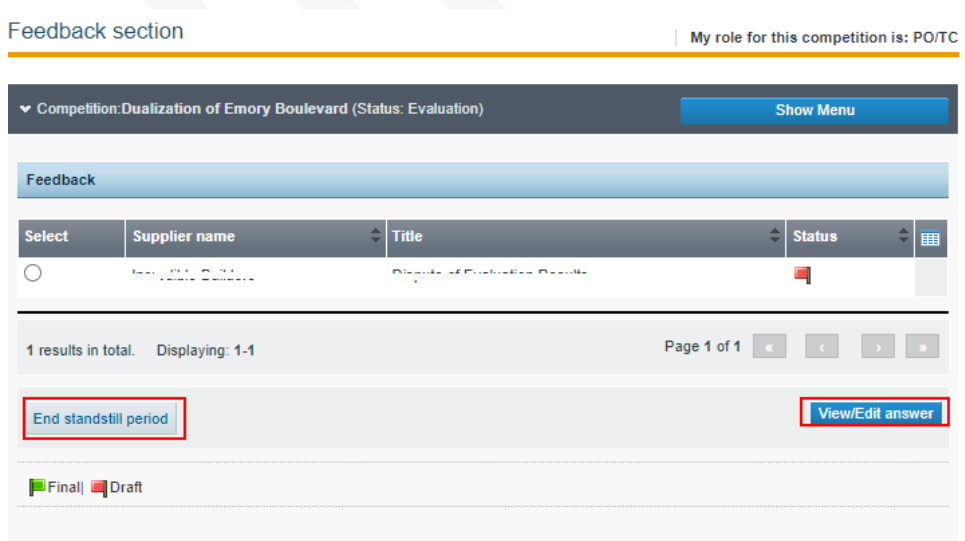 Feedback section
My role for this competition is: PO/TC
Competition:Dualization of Emory Boulevard (Status: Evaluation)
Show Menu
Feedback
Select Supplier name Title Status
1 results in total. Displaying: 1-1 Page 1 of 1 « ‹ › »
End standstill period View/Edit answer
Final| Draft